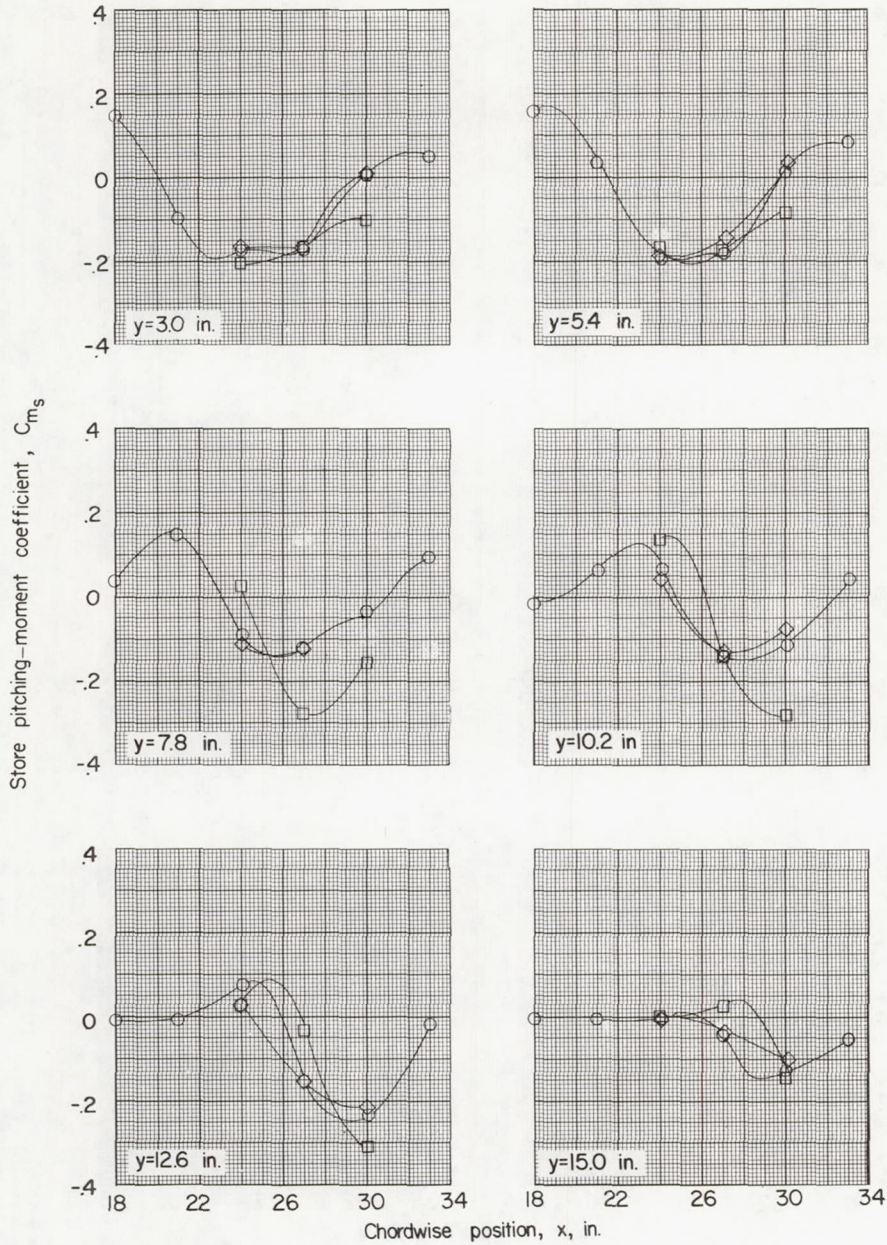 .4
.2
0
-.2
-.4
y=3.0 in.
y=5.4 in.
Store pitching-moment coefficient, Cms
.4
.2
0
-.2
-.4
y=7.8 in.
y=10.2 in
.4
.2
0
-.2
-.4
y=12.6 in.
y=15.0 in.
18 22 26 30 34 18 22 26 30 34
Chordwise position, x, in.